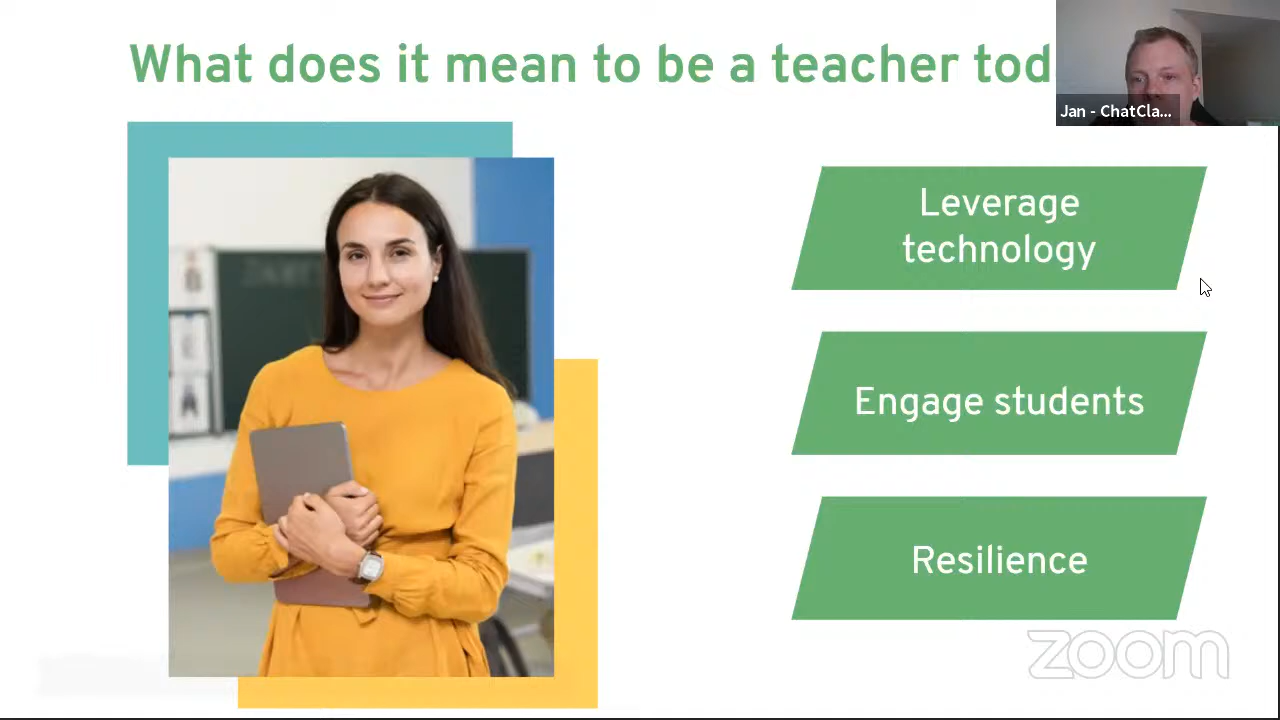 What does it mean to be a teacher tod
Jan - ChatCla...
Leverage
technology
Engage students
Resilience
zoom